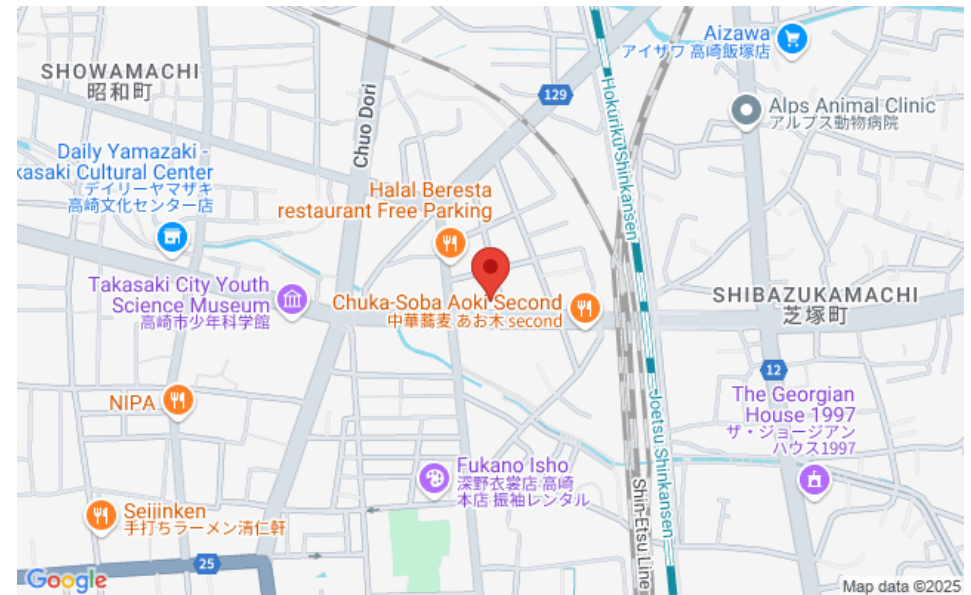 Aizawa
アイザワ 高崎飯塚店
SHOWAMACHI
昭和町
129
Hokuriku Shinkansen
Alps Animal Clinic
アルプス動物病院
Chuo Dori
Daily Yamazaki -
kasaki Cultural Center
デイリーヤマザキ
高崎文化センター店
Halal Beresta
restaurant Free Parking
Takasaki City Youth
Science Museum
高崎市少年科学館
Chuka-Soba Aoki Second
中華蕎麦 あお木 second
SHIBAZUKAMACHI
芝塚町
12
NIPA
Joetsu Shinkansen
The Georgian
House 1997
ザ・ジョージアン
ハウス1997
Fukano Isho
深野衣裳店 高崎
本店 振袖レンタル
Shin-Etsu Line
Seijinken
手打ちラーメン清仁軒
25
Google
Map data ©2025